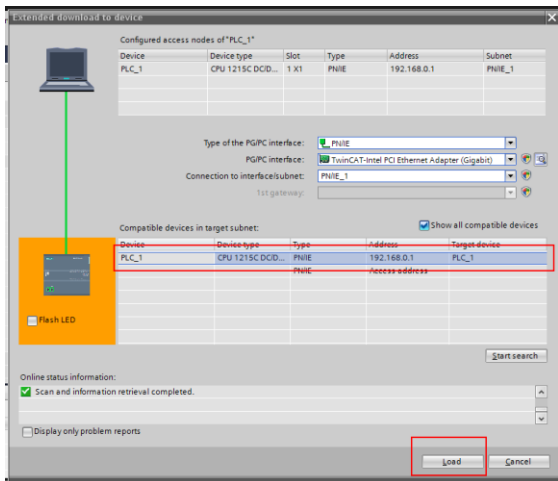 Extended download to device
Configured access nodes of "PLC_1"
Device Device type Slot Type Address Subnet
PLC_1 CPU 1215C DC/D... 1 X1 PN/IE 192.168.0.1 PN/IE_1
Type of the PG/PC interface: PN/IE
PG/PC interface: TwinCAT-Intel PCI Ethernet Adapter (Gigabit)
Connection to interface/subnet: PN/IE_1
1st gateway:
Compatible devices in target subnet: Show all compatible devices
Device Device type Type Address Target device
PLC_1 CPU 1215C DC/D... PN/IE 192.168.0.1 PLC_1
PN/IE Access address
Flash LED
Start search
Online status information:
Scan and information retrieval completed.
Display only problem reports
Load Cancel